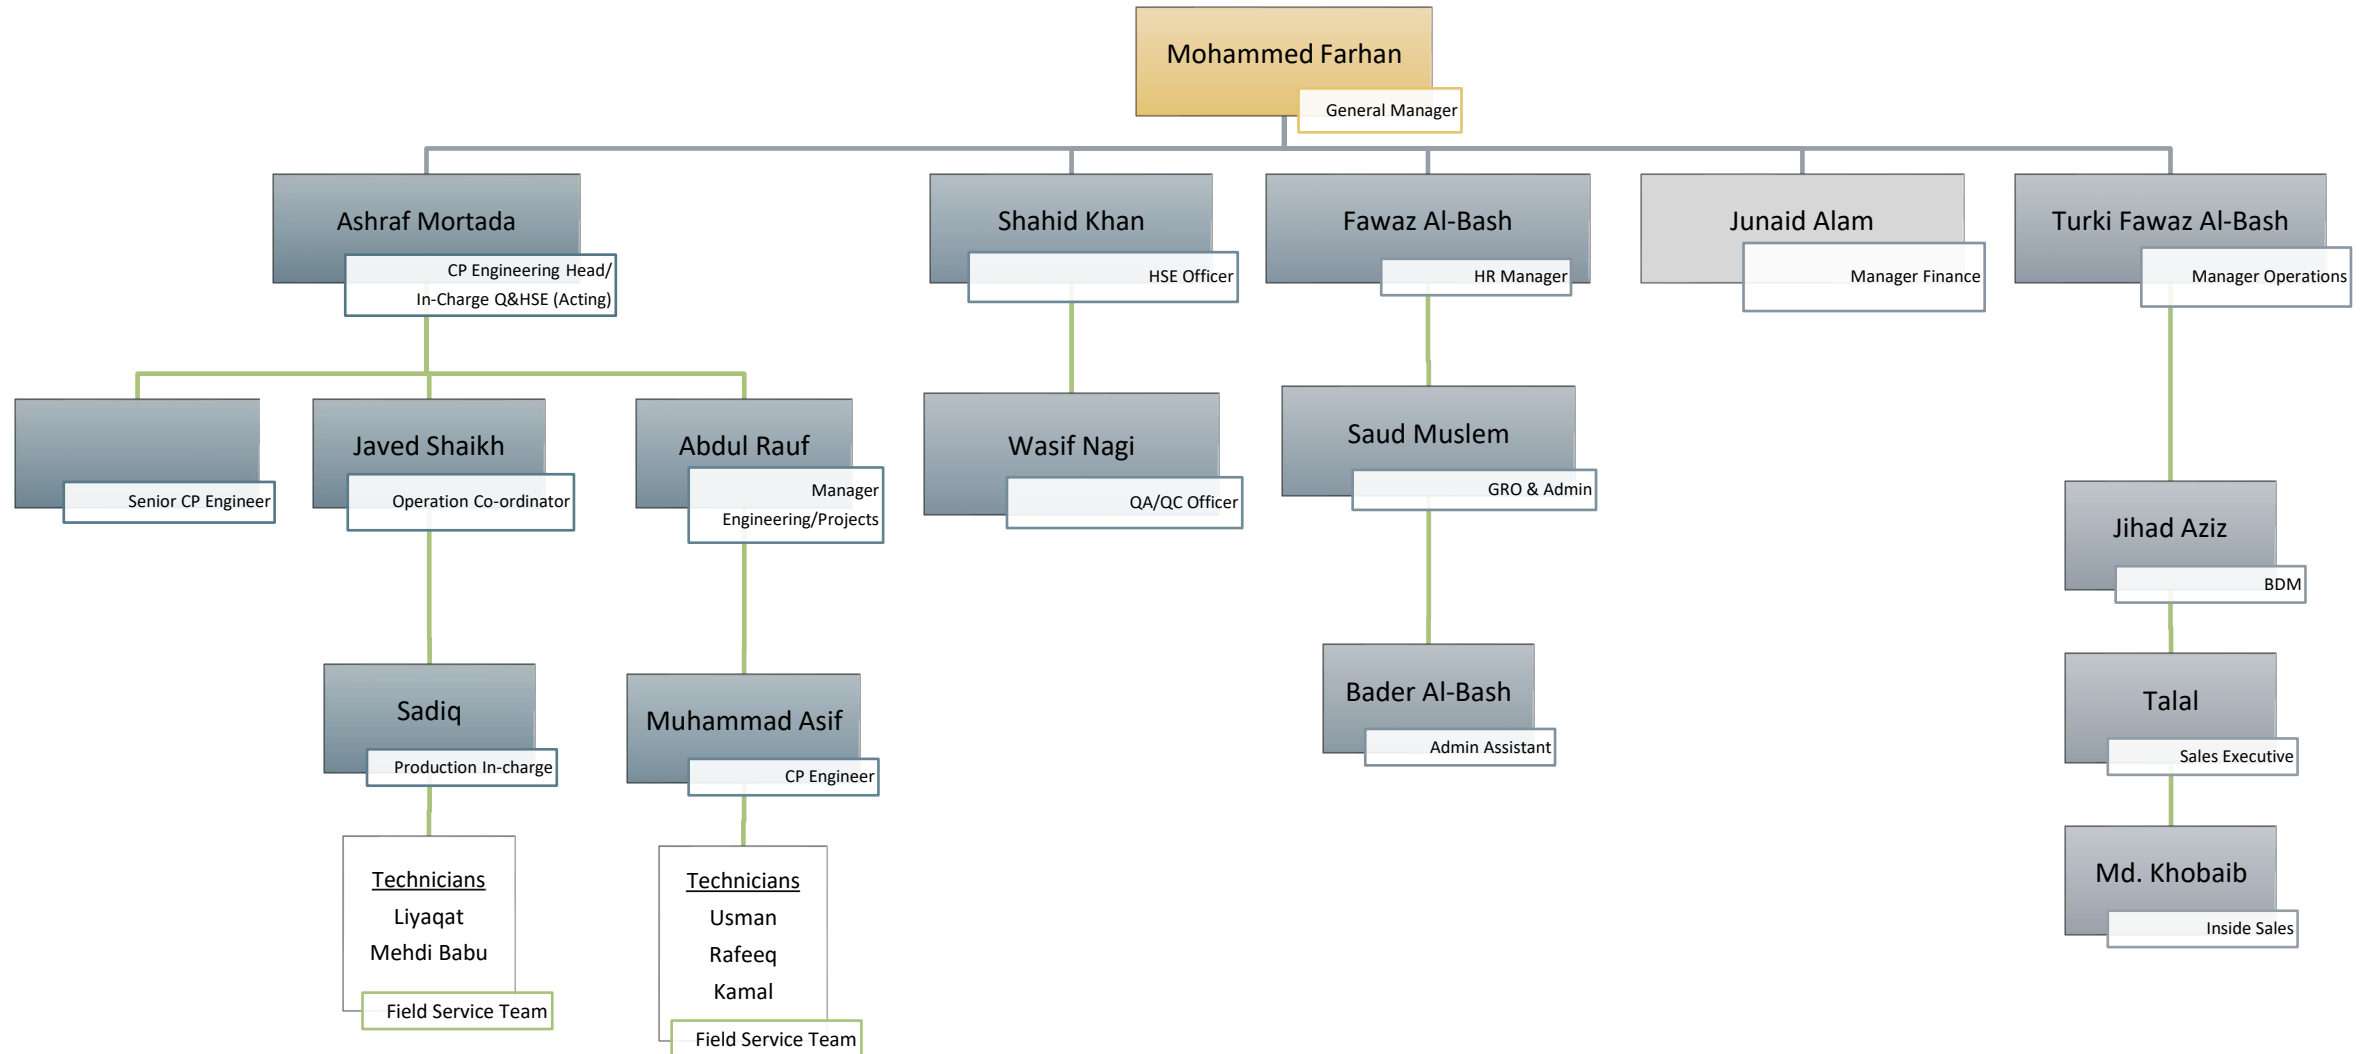 Mohammed Farhan
General Manager
Ashraf Mortada
CP Engineering Head/
In-Charge Q&HSE (Acting)
Shahid Khan
HSE Officer
Fawaz Al-Bash
HR Manager
Junaid Alam
Manager Finance
Turki Fawaz Al-Bash
Manager Operations
Senior CP Engineer
Javed Shaikh
Operation Co-ordinator
Abdul Rauf
Manager
Engineering/Projects
Wasif Nagi
QA/QC Officer
Saud Muslem
GRO & Admin
Jihad Aziz
BDM
Sadiq
Production In-charge
Muhammad Asif
CP Engineer
Bader Al-Bash
Admin Assistant
Talal
Sales Executive
Technicians
Liyaqat
Mehdi Babu
Field Service Team
Technicians
Usman
Rafeeq
Kamal
Field Service Team
Md. Khobaib
Inside Sales